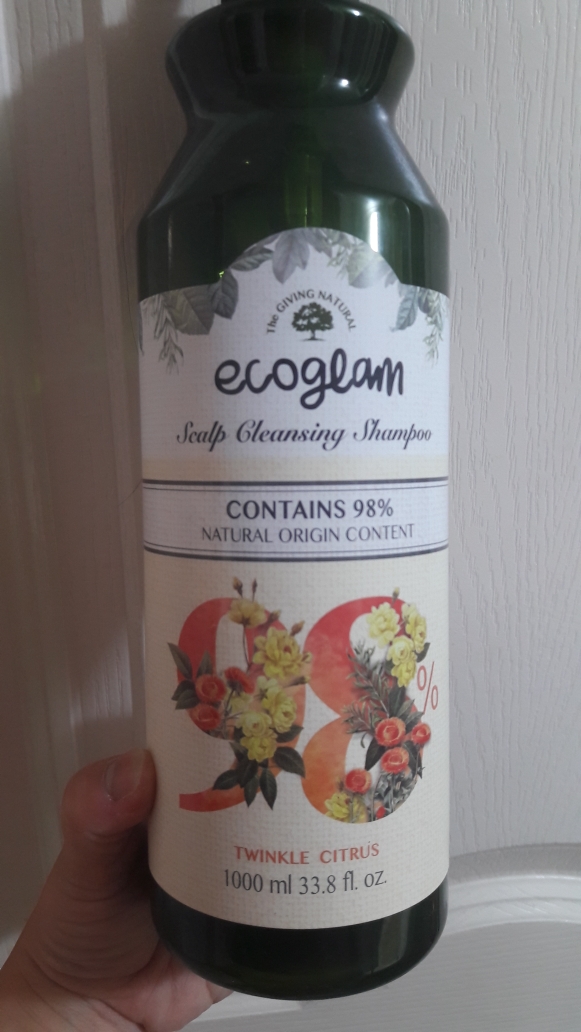 The GIVING NATURAL
ecoglam
Scalp Cleansing Shampoo
CONTAINS 98%
NATURAL ORIGIN CONTENT
98%
TWINKLE CITRUS
1000 ml 33.8 fl. oz.